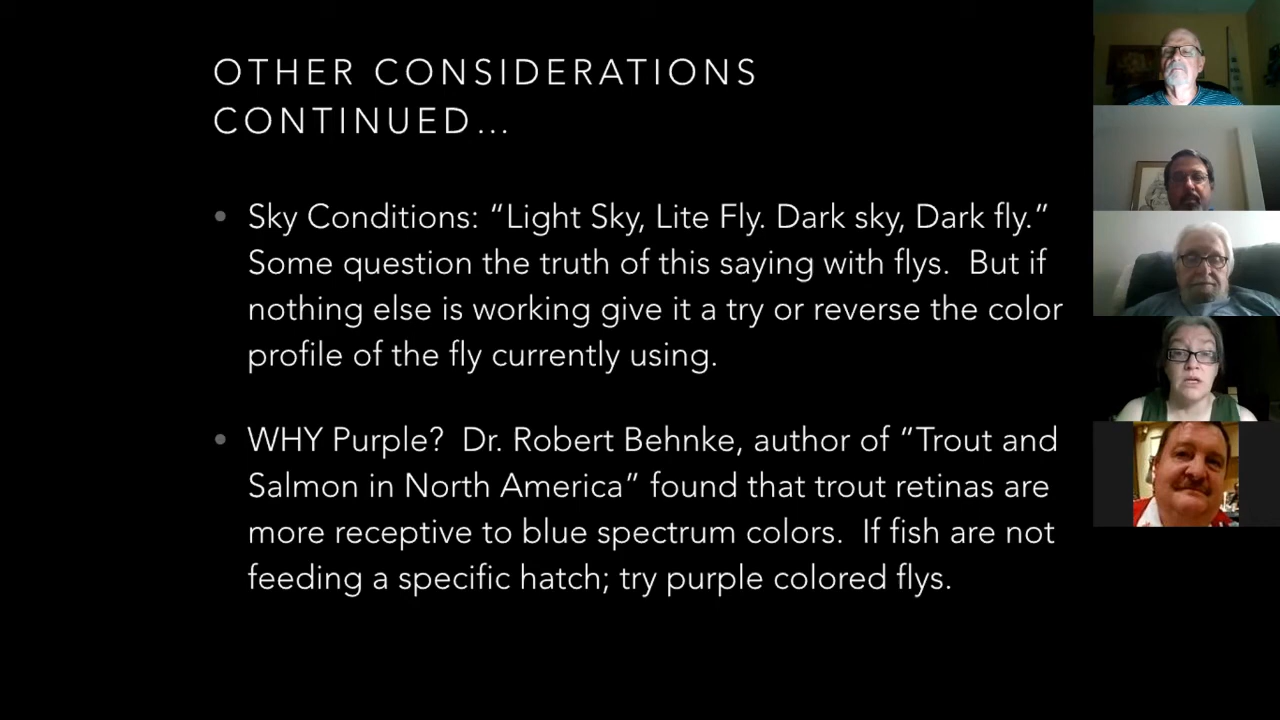 OTHER CONSIDERATIONS
CONTINUED...
• Sky Conditions: “Light Sky, Lite Fly. Dark sky, Dark fly.”
Some question the truth of this saying with flys.  But if
nothing else is working give it a try or reverse the color
profile of the fly currently using.
• WHY Purple?  Dr. Robert Behnke, author of “Trout and
Salmon in North America” found that trout retinas are
more receptive to blue spectrum colors.  If fish are not
feeding a specific hatch; try purple colored flys.